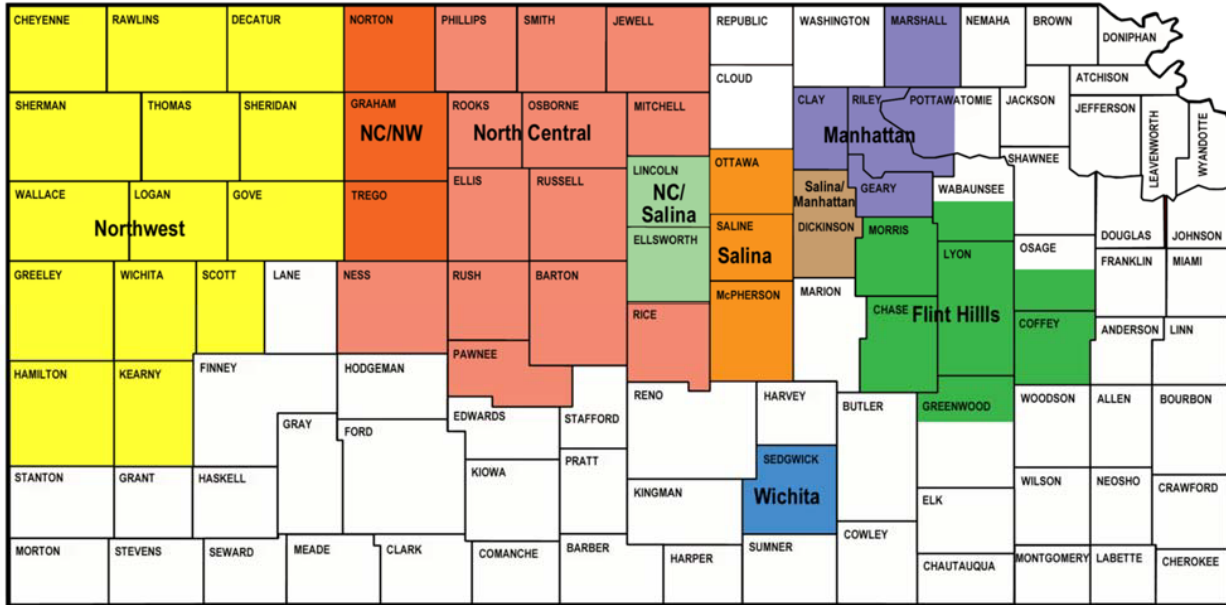 CHEYENNE
RAWLINS
DECATUR
NORTON
PHILLIPS
SMITH
JEWELL
REPUBLIC
WASHINGTON
MARSHALL
NEMAHA
BROWN
DONIPHAN
CLOUD
ATCHISON
SHERMAN
THOMAS
SHERIDAN
GRAHAM
NC/NW
ROOKS
OSBORNE
North Central
MITCHELL
CLAY
RILEY
POTTAWATOMIE
Manhattan
JACKSON
JEFFERSON
LEAVENWORTH
WYANDOTTE
SHAWNEE
OTTAWA
LINCOLN
NC/
Salina
WALLACE
LOGAN
GOVE
Northwest
TREGO
ELLIS
RUSSELL
Salina/
Manhattan
DICKINSON
GEARY
WABAUNSEE
ELLSWORTH
SALINE
Salina
MORRIS
LYON
OSAGE
DOUGLAS
JOHNSON
GREELEY
WICHITA
SCOTT
LANE
NESS
RUSH
BARTON
McPHERSON
MARION
CHASE
Flint Hills
FRANKLIN
MIAMI
RICE
COFFEY
ANDERSON
LINN
HAMILTON
KEARNY
FINNEY
HODGEMAN
PAWNEE
RENO
HARVEY
BUTLER
GREENWOOD
WOODSON
ALLEN
BOURBON
GRAY
FORD
EDWARDS
STAFFORD
STANTON
GRANT
HASKELL
KIOWA
PRATT
KINGMAN
SEDGWICK
Wichita
ELK
WILSON
NEOSHO
CRAWFORD
MORTON
STEVENS
SEWARD
MEADE
CLARK
COMANCHE
BARBER
HARPER
SUMNER
COWLEY
CHAUTAUQUA
MONTGOMERY
LABETTE
CHEROKEE